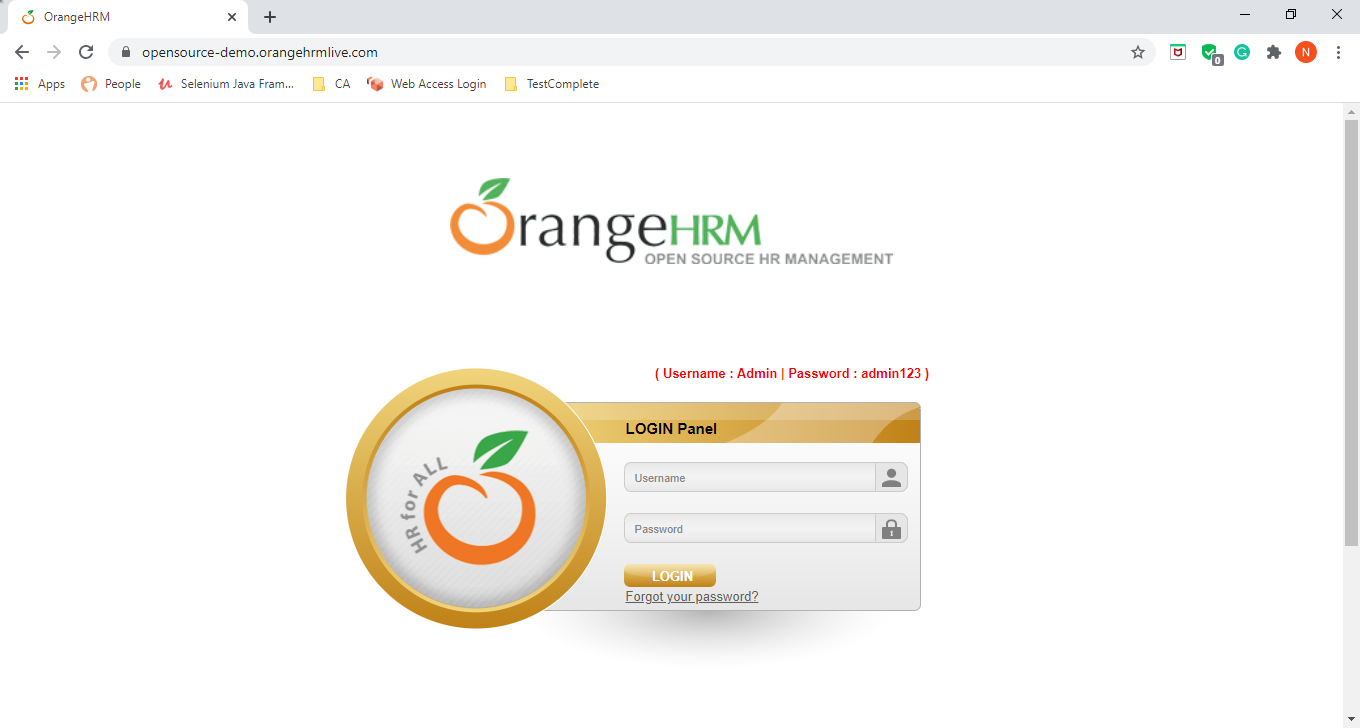 OrangeHRM
opensource-demo.orangehrmlive.com
0
N
Apps People Selenium Java Fram... CA Web Access Login TestComplete
OrangeHRM
OPEN SOURCE HR MANAGEMENT
( Username : Admin | Password : admin123 )
HR for ALL
LOGIN Panel
Username
Password
LOGIN
Forgot your password?